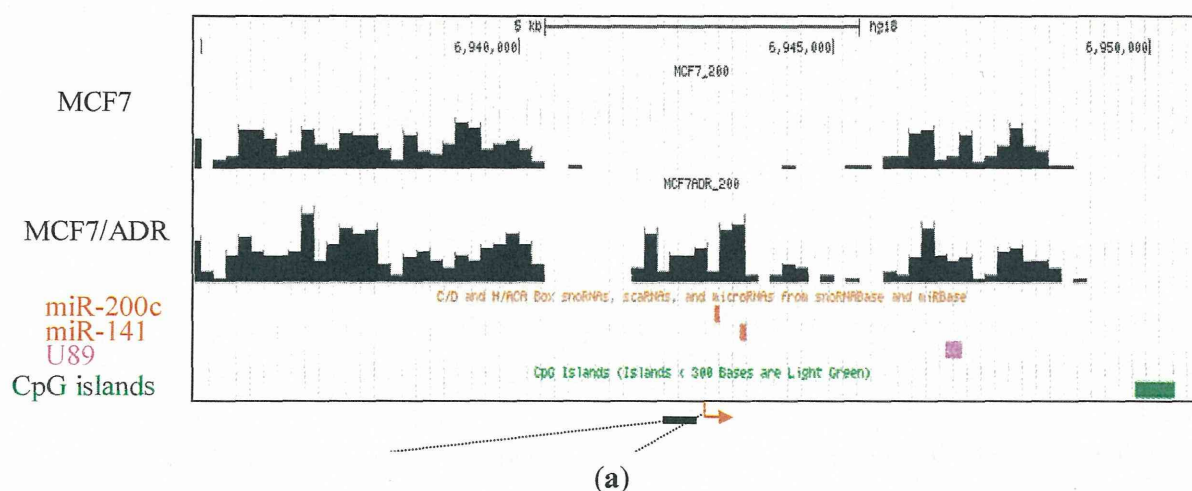 5 kb hg18
6,940,000 6,945,000 6,950,000
MCF7_200
MCF7
MCF7ADR_200
MCF7/ADR
C/D and H/ACA Box snoRNAs, scaRNAs, and microRNAs from snoRNABase and miRBase
miR-200c
miR-141
U89
CpG Islands (Islands < 300 Bases are Light Green)
CpG islands
(a)